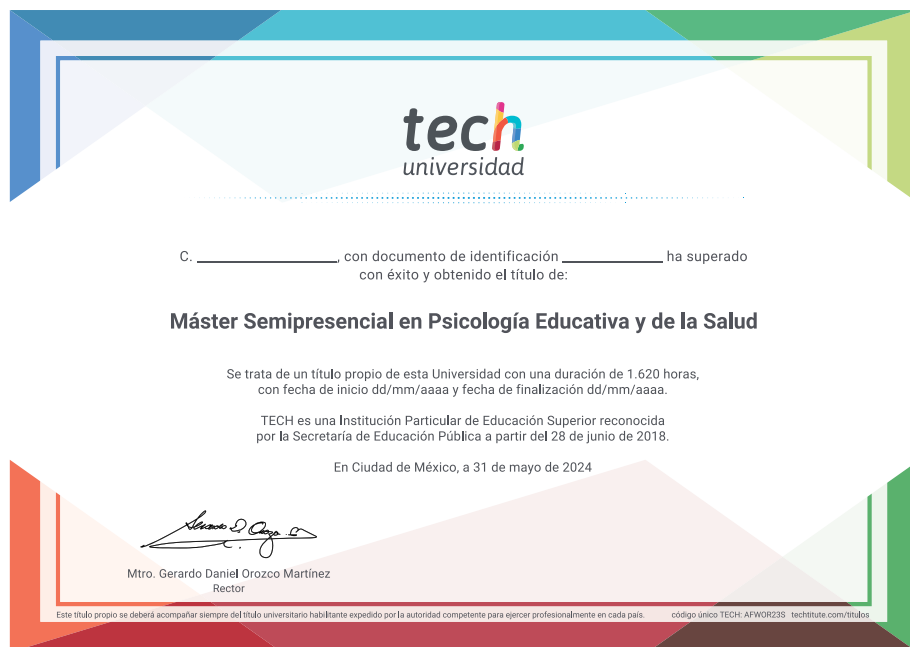 tech
universidad
C. ________________, con documento de identificación ____________ ha superado
con éxito y obtenido el título de:
Máster Semipresencial en Psicología Educativa y de la Salud
Se trata de un título propio de esta Universidad con una duración de 1.620 horas,
con fecha de inicio dd/mm/aaaa y fecha de finalización dd/mm/aaaa.
TECH es una Institución Particular de Educación Superior reconocida
por la Secretaría de Educación Pública a partir del 28 de junio de 2018.
En Ciudad de México, a 31 de mayo de 2024
Mtro. Gerardo Daniel Orozco Martínez
Rector
Este título propio se deberá acompañar siempre del título universitario habilitante expedido por la autoridad competente para ejercer profesionalmente en cada país. código único TECH: AFWOR23S techtitute.com/titulos